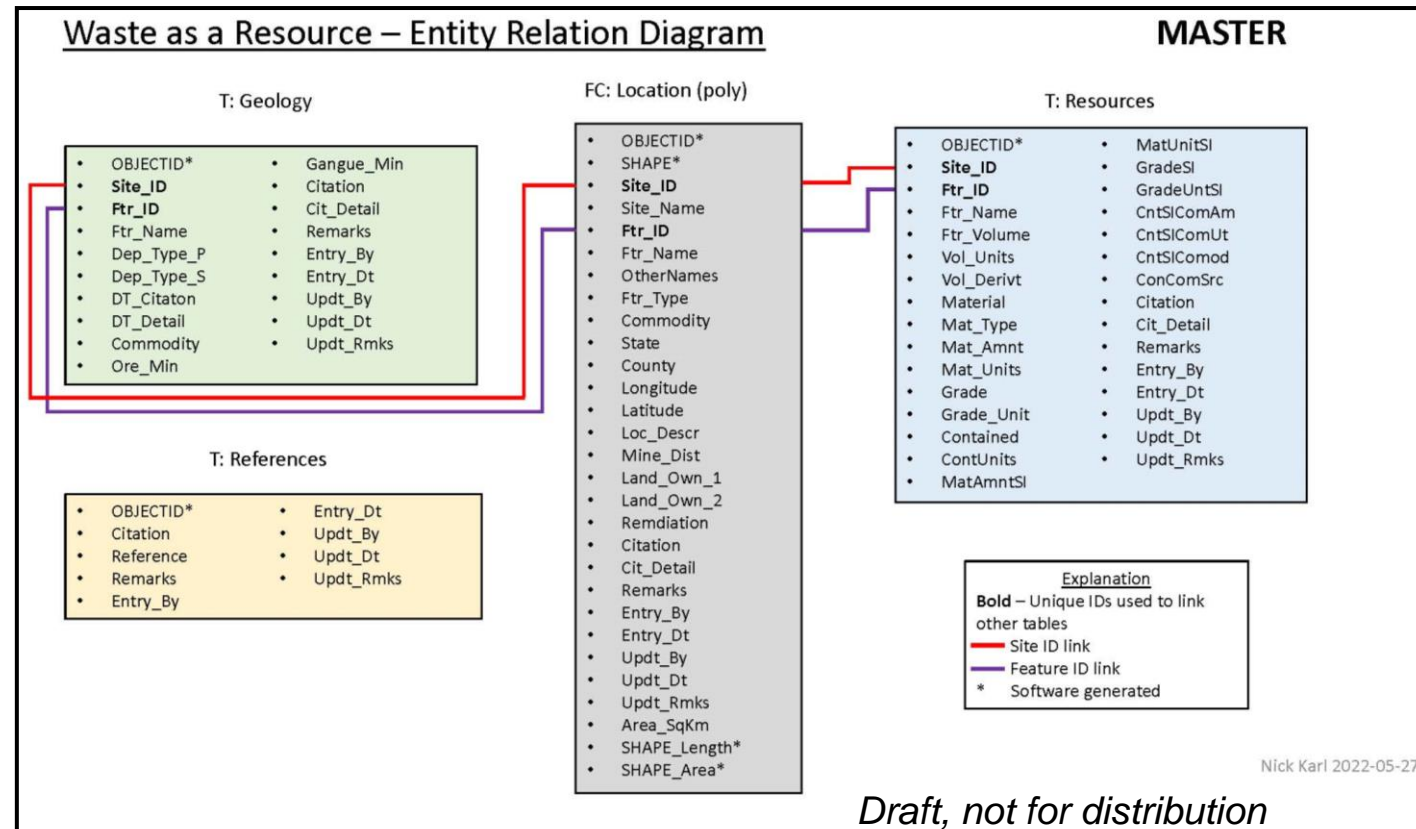 Waste as a Resource – Entity Relation Diagram
MASTER
T: Geology
• OBJECTID*
• Site_ID
• Ftr_ID
• Ftr_Name
• Dep_Type_P
• Dep_Type_S
• DT_Citaton
• DT_Detail
• Commodity
• Ore_Min
• Gangue_Min
• Citation
• Cit_Detail
• Remarks
• Entry_By
• Entry_Dt
• Updt_By
• Updt_Dt
• Updt_Rmks
T: References
• OBJECTID*
• Citation
• Reference
• Remarks
• Entry_By
• Entry_Dt
• Updt_By
• Updt_Dt
• Updt_Rmks
FC: Location (poly)
• OBJECTID*
• SHAPE*
• Site_ID
• Site_Name
• Ftr_ID
• Ftr_Name
• OtherNames
• Ftr_Type
• Commodity
• State
• County
• Longitude
• Latitude
• Loc_Descr
• Mine_Dist
• Land_Own_1
• Land_Own_2
• Remdiation
• Citation
• Cit_Detail
• Remarks
• Entry_By
• Entry_Dt
• Updt_By
• Updt_Dt
• Updt_Rmks
• Area_SqKm
• SHAPE_Length*
• SHAPE_Area*
T: Resources
• OBJECTID*
• Site_ID
• Ftr_ID
• Ftr_Name
• Ftr_Volume
• Vol_Units
• Vol_Derivt
• Material
• Mat_Type
• Mat_Amnt
• Mat_Units
• Grade
• Grade_Unit
• Contained
• ContUnits
• MatAmntSI
• MatUnitSI
• GradeSI
• GradeUntSI
• CntSIComAm
• CntSIComUt
• CntSIComod
• ConComSrc
• Citation
• Cit_Detail
• Remarks
• Entry_By
• Entry_Dt
• Updt_By
• Updt_Dt
• Updt_Rmks
Explanation
Bold – Unique IDs used to link
other tables
Site ID link
Feature ID link
* Software generated
Nick Karl 2022-05-27
Draft, not for distribution